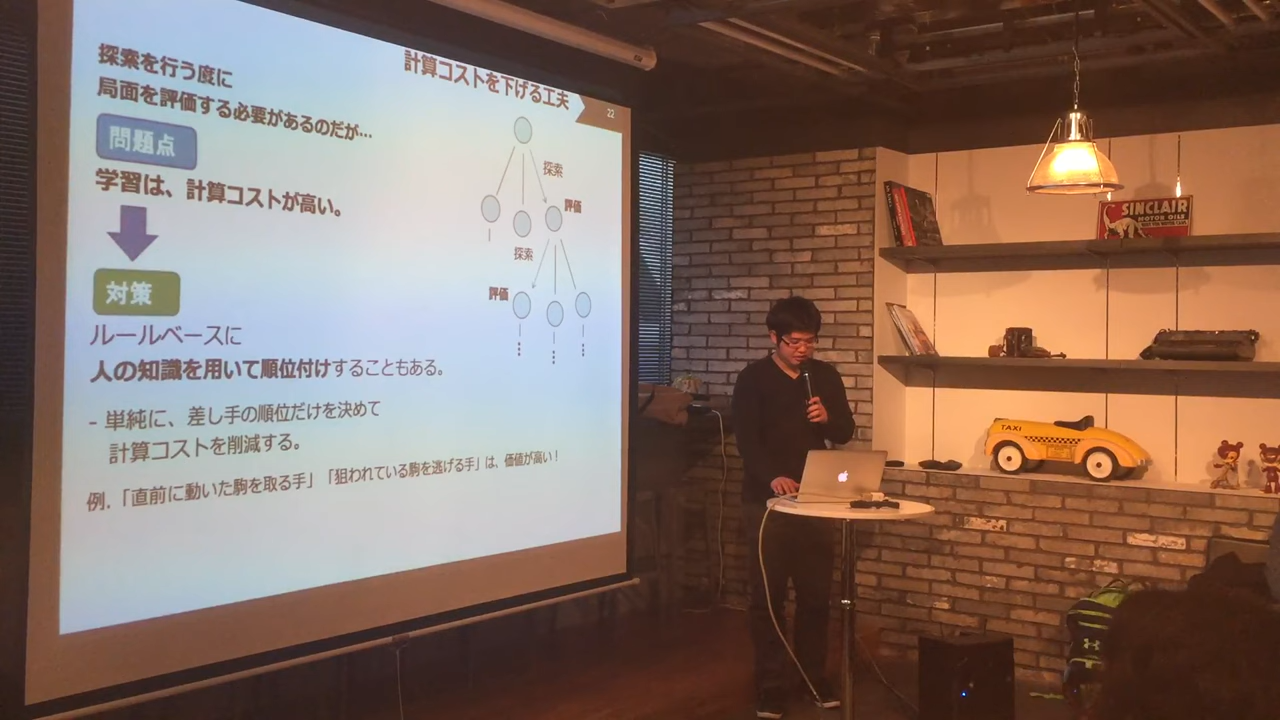 計算コストを下げる工夫
22
探索を行う度に
局面を評価する必要があるのだが…
問題点
学習は、計算コストが高い。
対策
ルールベースに
人の知識を用いて順位付けすることもある。
- 単純に、差し手の順位だけを決めて
計算コストを削減する。
例.「直前に動いた駒を取る手」「狙われている駒を逃げる手」は、価値が高い！
探索
評価
探索
評価
SINCLAIR
MOTOR OILS
TAXI